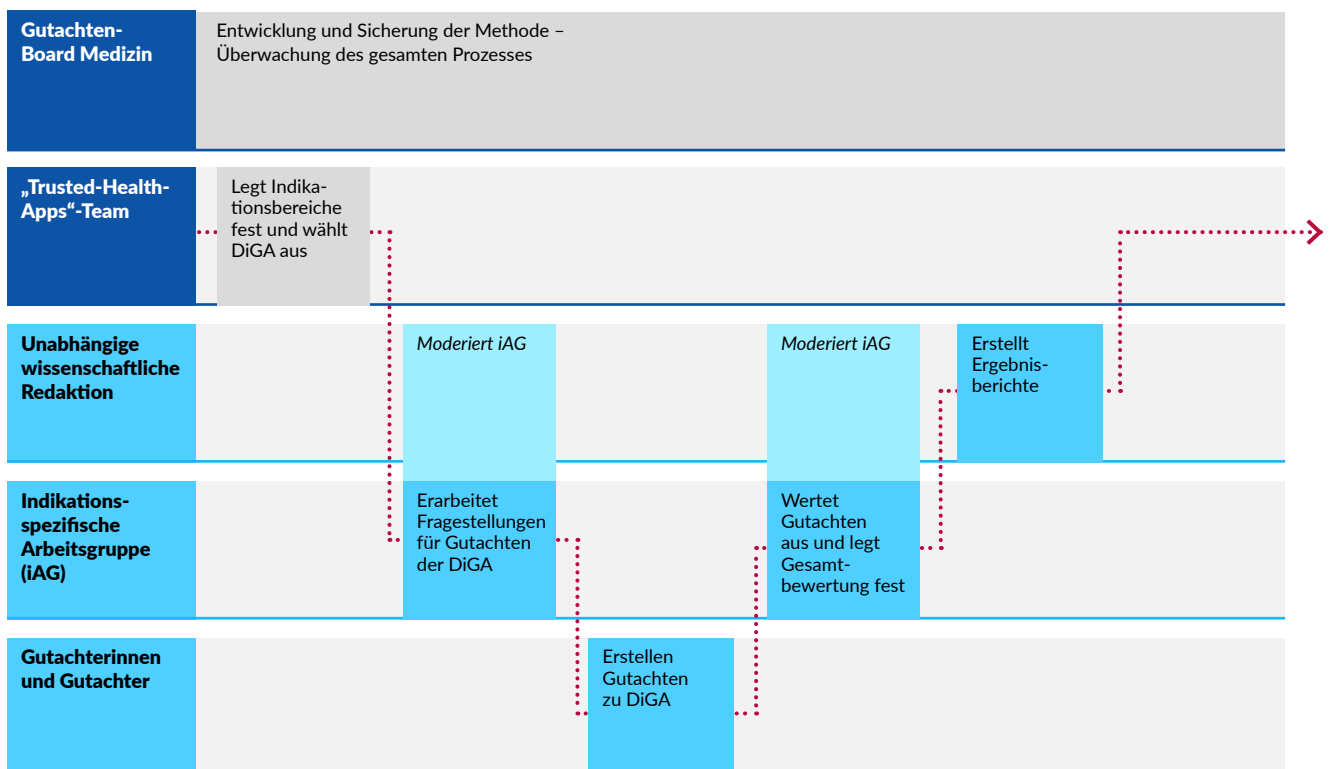 Gutachten-
Board Medizin
Entwicklung und Sicherung der Methode –
Überwachung des gesamten Prozesses
„Trusted-Health-
Apps“-Team
Legt Indika-
tionsbereiche
fest und wählt
DiGA aus
Unabhängige
wissenschaftliche
Redaktion
Moderiert iAG
Moderiert iAG
Erstellt
Ergebnis-
berichte
Indikations-
spezifische
Arbeitsgruppe
(iAG)
Erarbeitet
Fragestellungen
für Gutachten
der DiGA
Wertet
Gutachten
aus und legt
Gesamt-
bewertung fest
Gutachterinnen
und Gutachter
Erstellen
Gutachten
zu DiGA